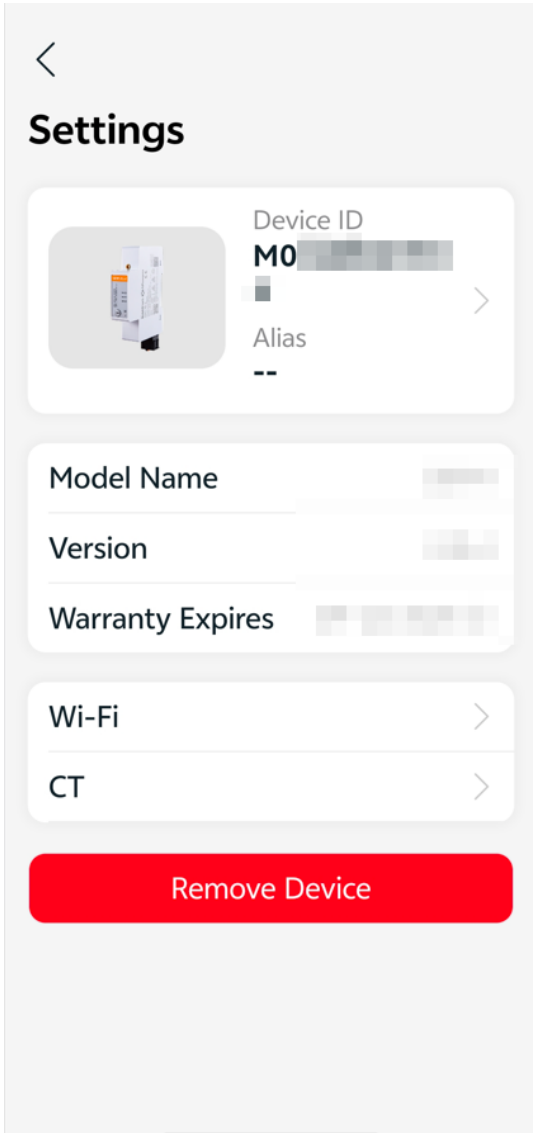 Settings
Device ID
M0
Alias
--
Model Name
Version
Warranty Expires
Wi-Fi
CT
Remove Device